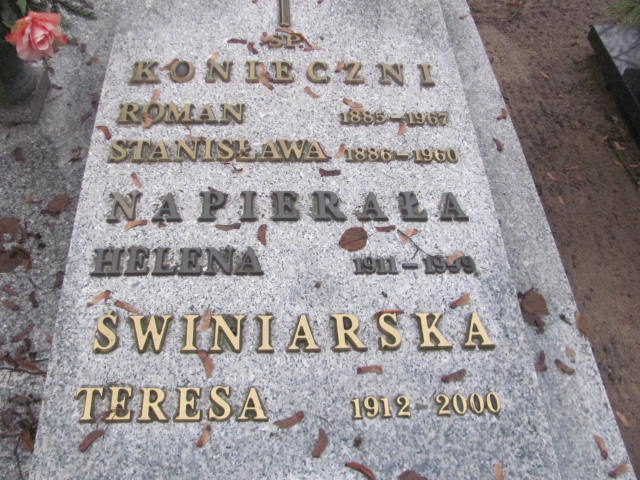 ŚP.
KONIECZNI
ROMAN 1885-1967
STANISŁAWA 1886-1960
NAPIERAŁA
HELENA 1911-1999
ŚWINIARSKA
TERESA 1912-2000